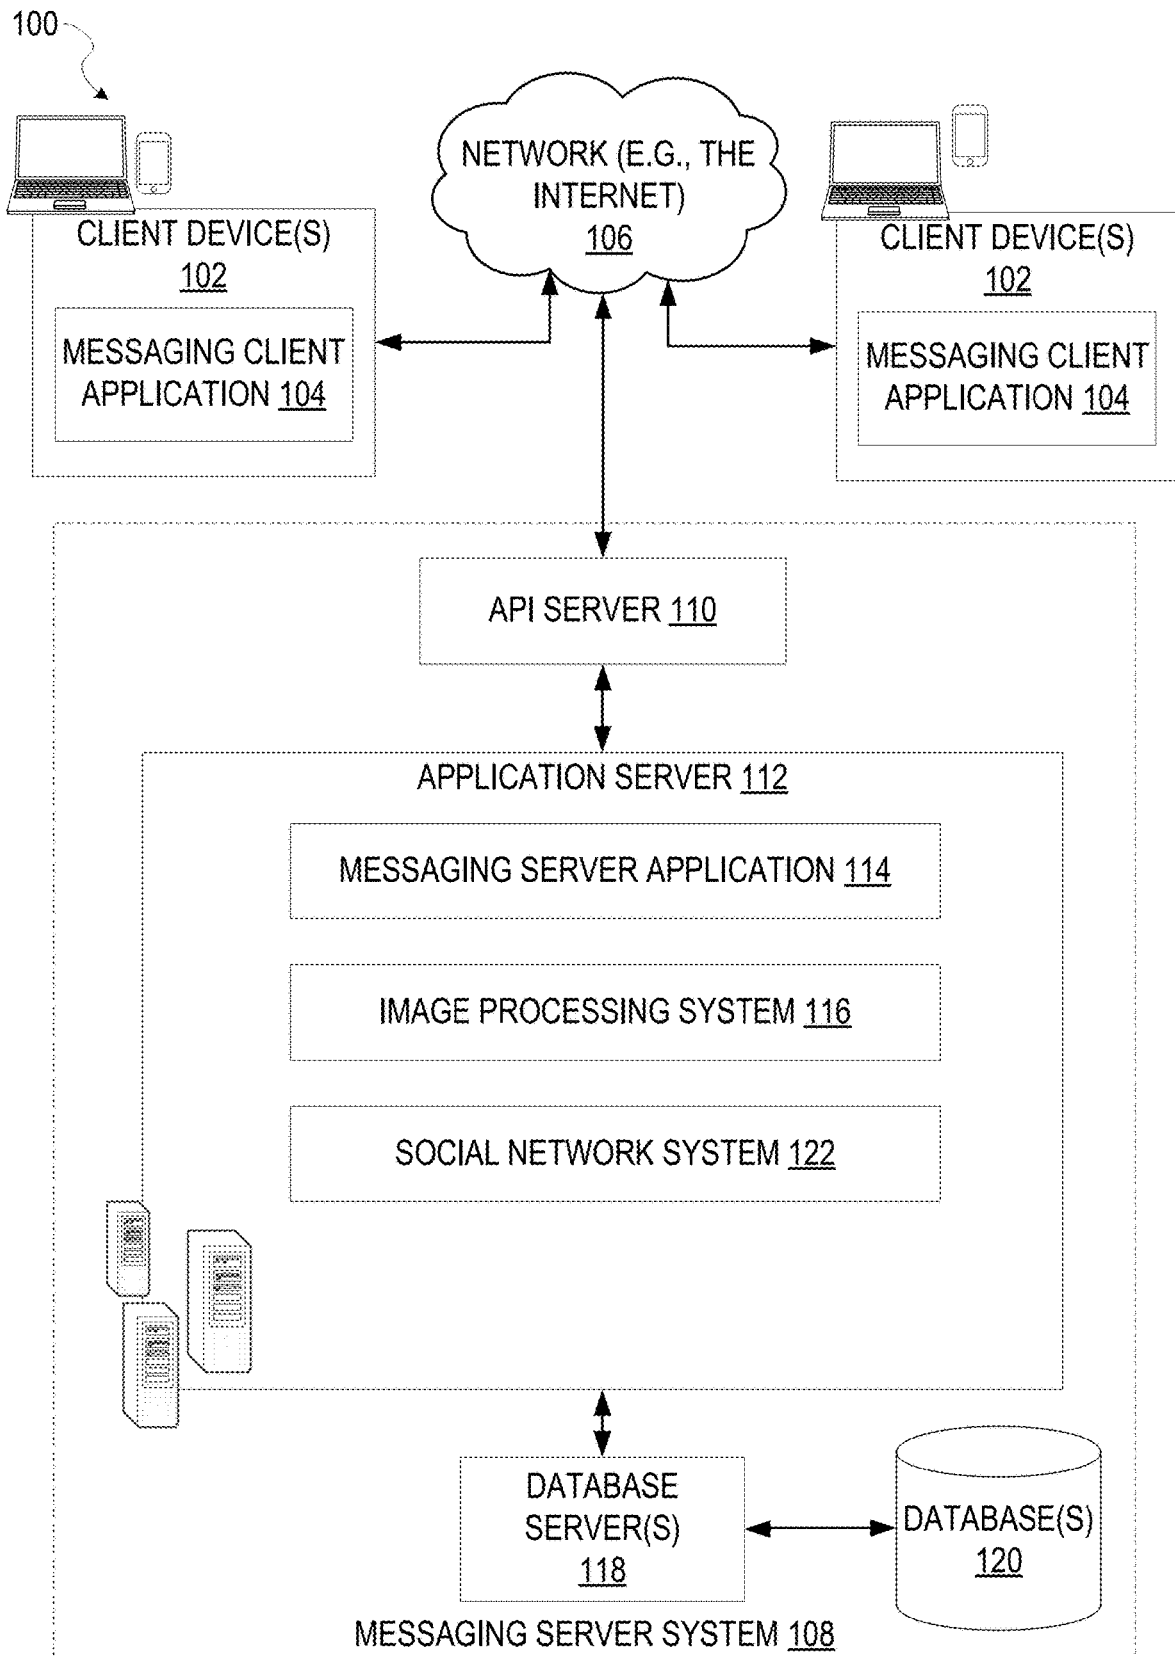 100
NETWORK (E.G., THE
INTERNET)
106
CLIENT DEVICE(S)
102
MESSAGING CLIENT
APPLICATION 104
CLIENT DEVICE(S)
102
MESSAGING CLIENT
APPLICATION 104
API SERVER 110
APPLICATION SERVER 112
MESSAGING SERVER APPLICATION 114
IMAGE PROCESSING SYSTEM 116
SOCIAL NETWORK SYSTEM 122
DATABASE
SERVER(S)
118
DATABASE(S)
120
MESSAGING SERVER SYSTEM 108